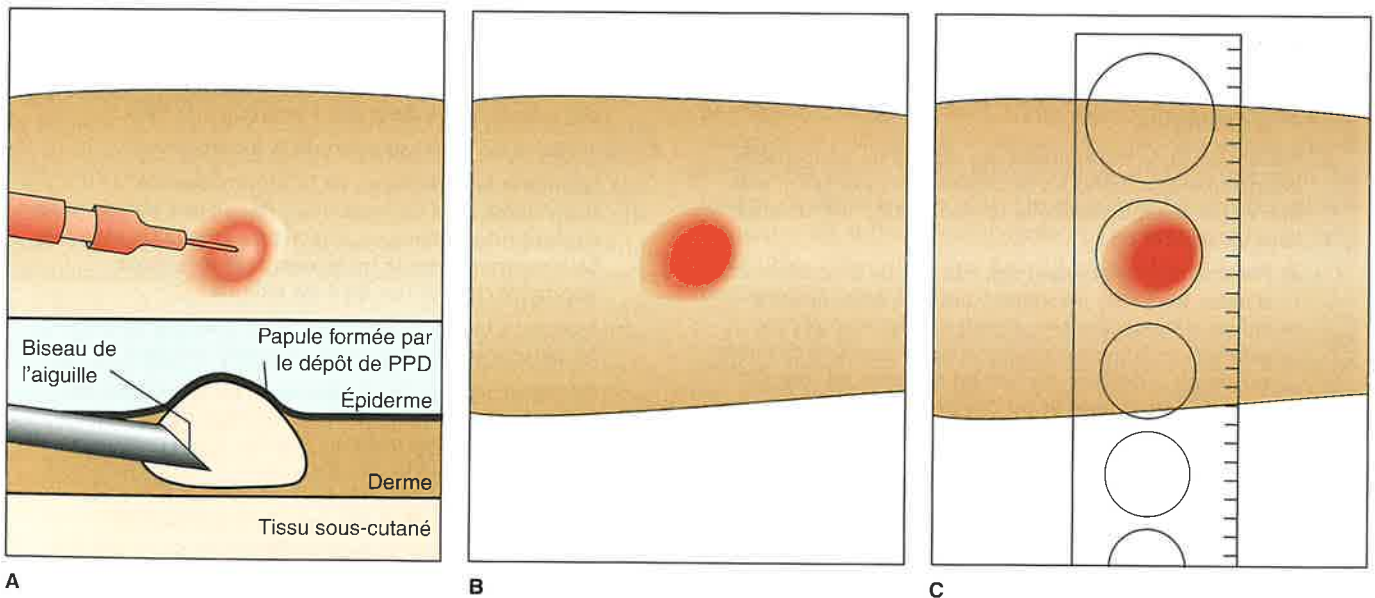 Biseau de
l'aiguille
Papule formée par
le dépôt de PPD
Épiderme
Derme
Tissu sous-cutané
A
B
C